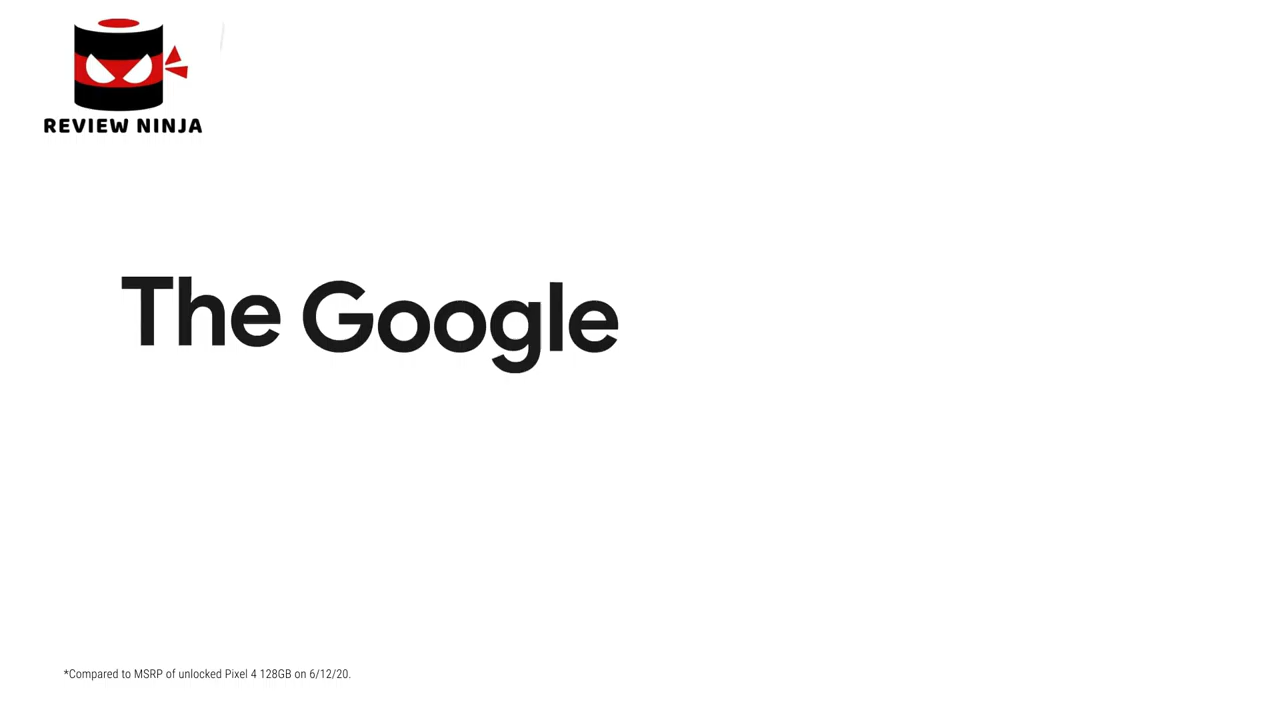 REVIEW NINJA
The Google
*Compared to MSRP of unlocked Pixel 4 128GB on 6/12/20.